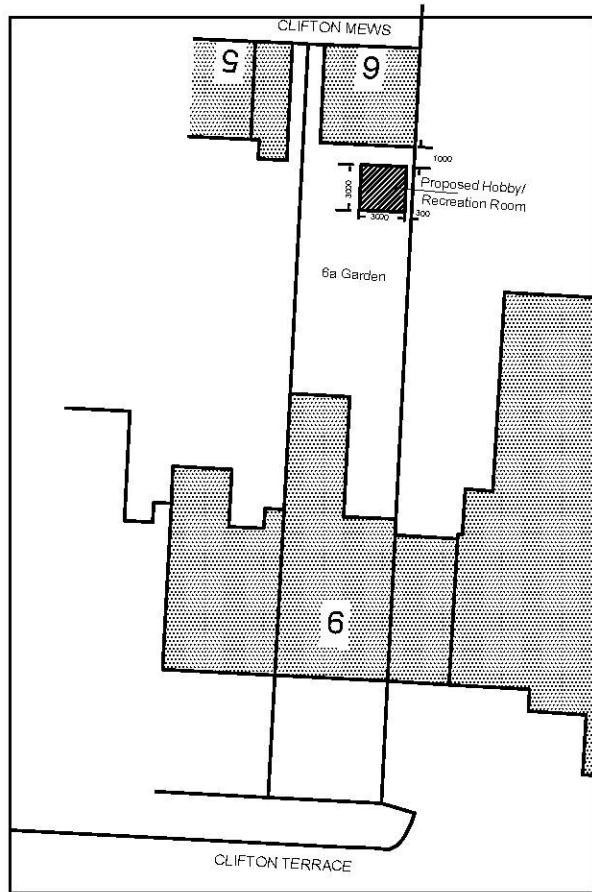 CLIFTON MEWS
5
6
1000
3000
Proposed Hobby/
Recreation Room
3000
300
6a Garden
6
CLIFTON TERRACE